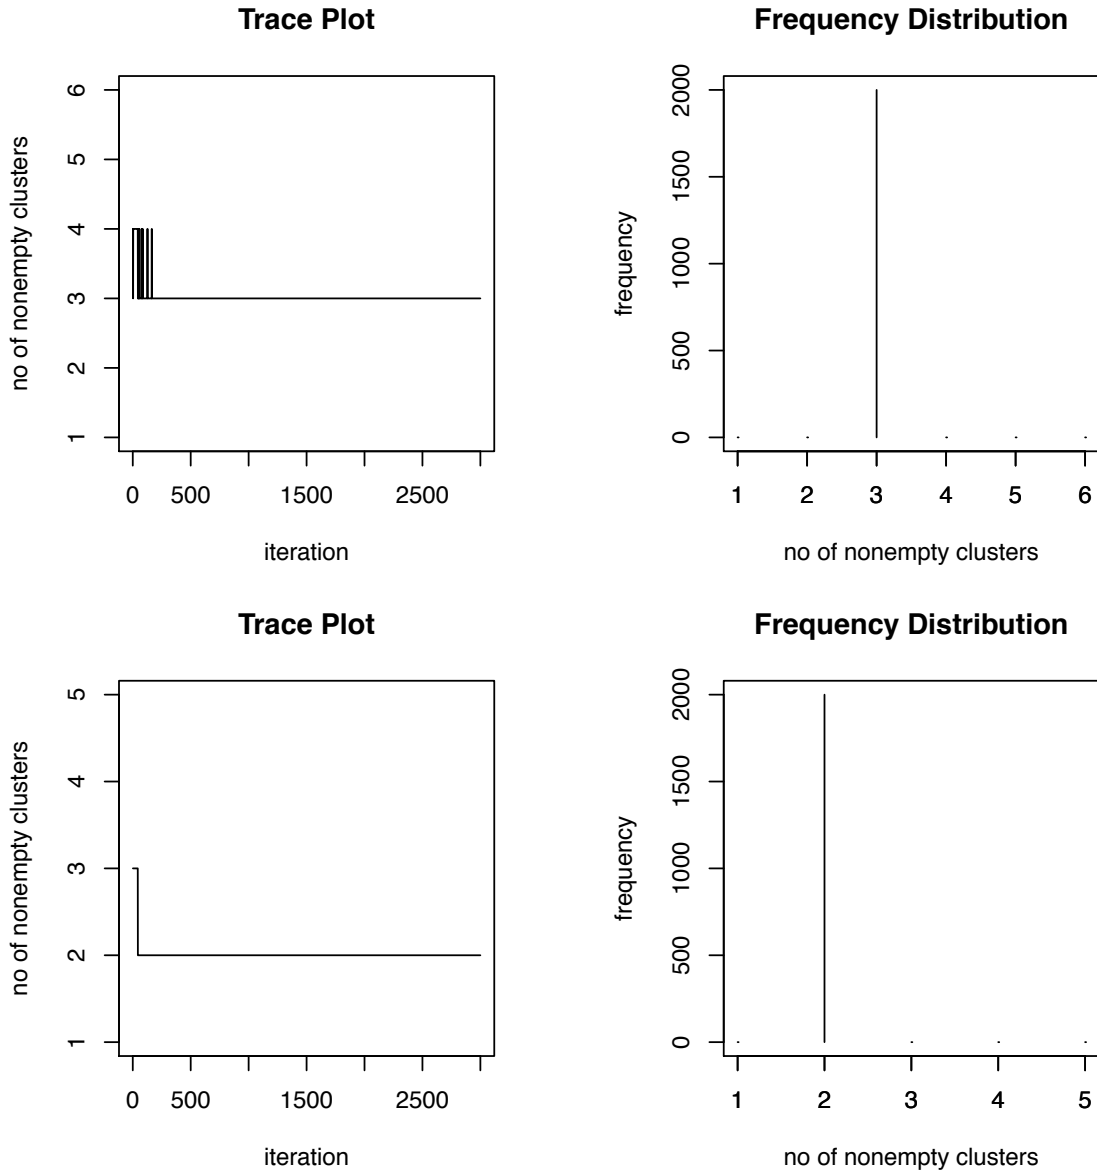 Trace Plot
no of nonempty clusters
6
5
4
3
2
1
0 500 1500 2500
iteration
Frequency Distribution
frequency
2000
1500
1000
500
0
1 2 3 4 5 6
no of nonempty clusters
Trace Plot
no of nonempty clusters
5
4
3
2
1
0 500 1500 2500
iteration
Frequency Distribution
frequency
2000
1500
1000
500
0
1 2 3 4 5
no of nonempty clusters